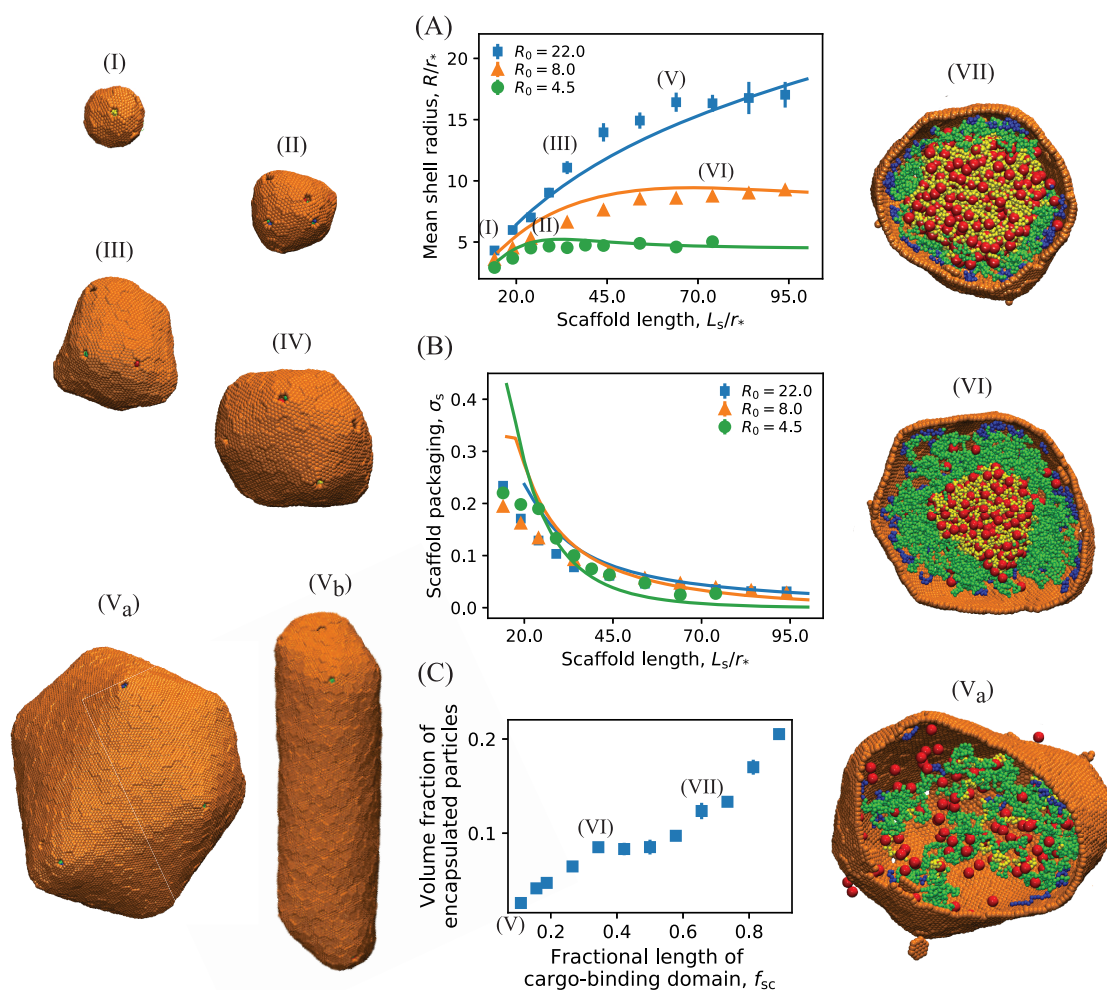 (I)
(II)
(III)
(IV)
(Va)
(Vb)
(A)
Mean shell radius, R/r*
20
15
10
5
R0 = 22.0
R0 = 8.0
R0 = 4.5
(I)
(II)
(III)
(V)
(VI)
20.0 45.0 70.0 95.0
Scaffold length, Ls/r*
(B)
Scaffold packaging, σs
0.4
0.3
0.2
0.1
0.0
R0 = 22.0
R0 = 8.0
R0 = 4.5
20.0 45.0 70.0 95.0
Scaffold length, Ls/r*
(C)
Volume fraction of
encapsulated particles
0.2
0.1
(V)
(VI)
(VII)
0.2 0.4 0.6 0.8
Fractional length of
cargo-binding domain, fsc
(VII)
(VI)
(Va)